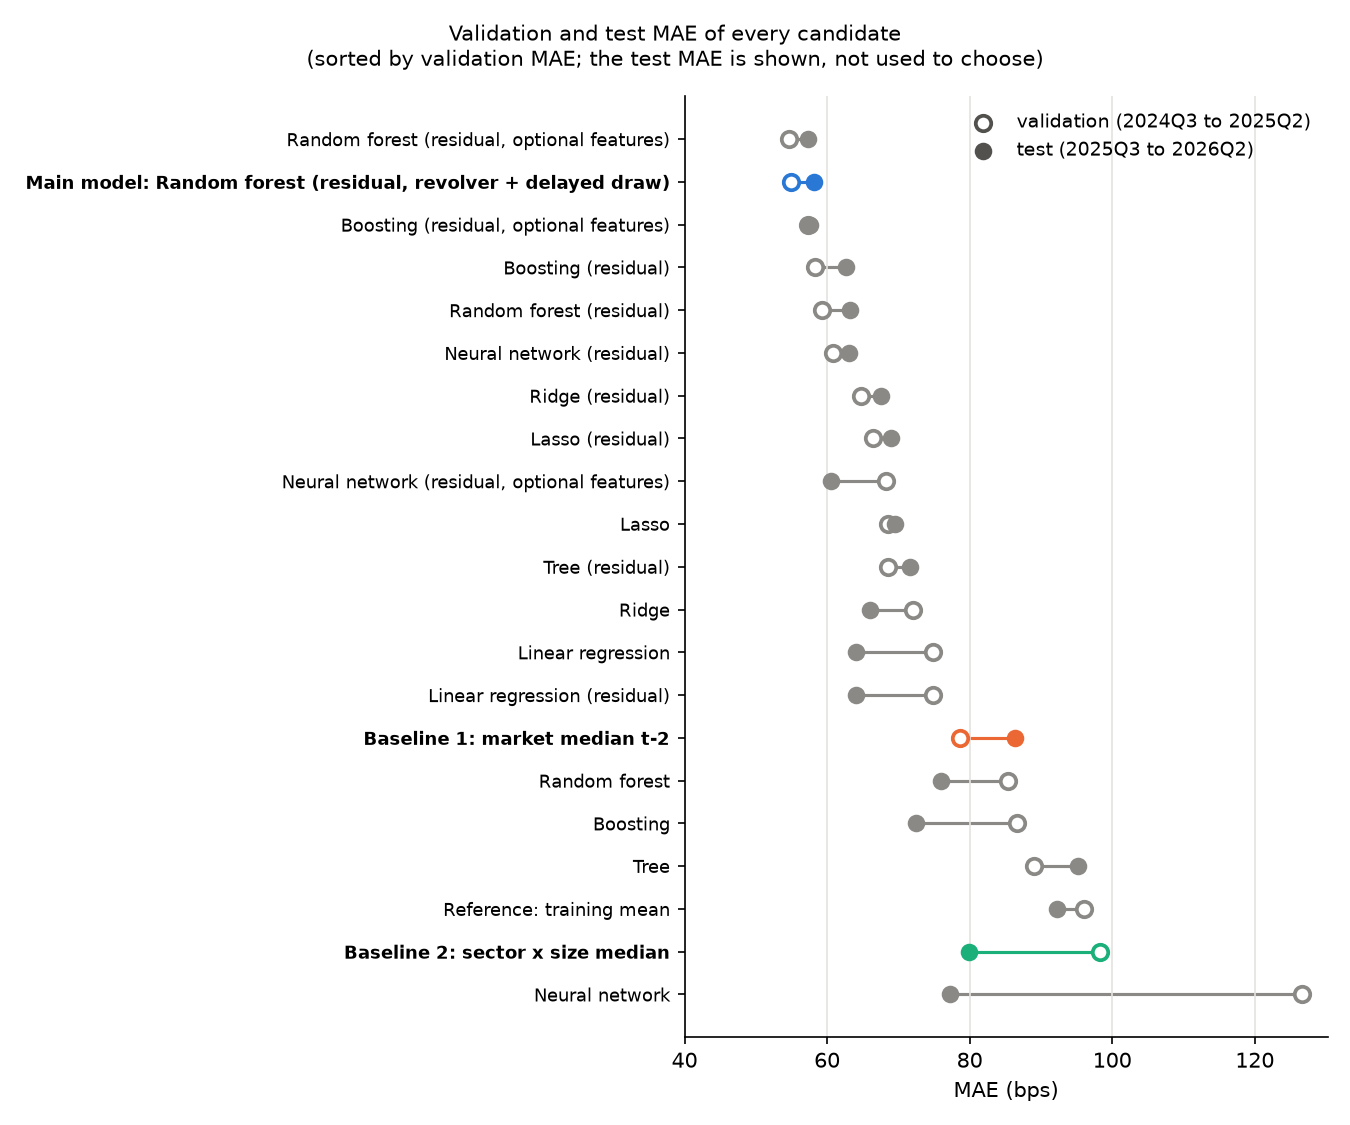 Validation and test MAE of every candidate
(sorted by validation MAE; the test MAE is shown, not used to choose)
validation (2024Q3 to 2025Q2)
test (2025Q3 to 2026Q2)
Random forest (residual, optional features)
Main model: Random forest (residual, revolver + delayed draw)
Boosting (residual, optional features)
Boosting (residual)
Random forest (residual)
Neural network (residual)
Ridge (residual)
Lasso (residual)
Neural network (residual, optional features)
Lasso
Tree (residual)
Ridge
Linear regression
Linear regression (residual)
Baseline 1: market median t-2
Random forest
Boosting
Tree
Reference: training mean
Baseline 2: sector x size median
Neural network
40 60 80 100 120
MAE (bps)